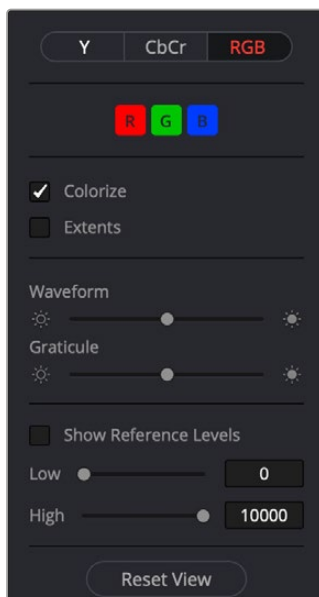 Y CbCr RGB
R G B
Colorize
Extents
Waveform
Graticule
Show Reference Levels
Low 0
High 10000
Reset View